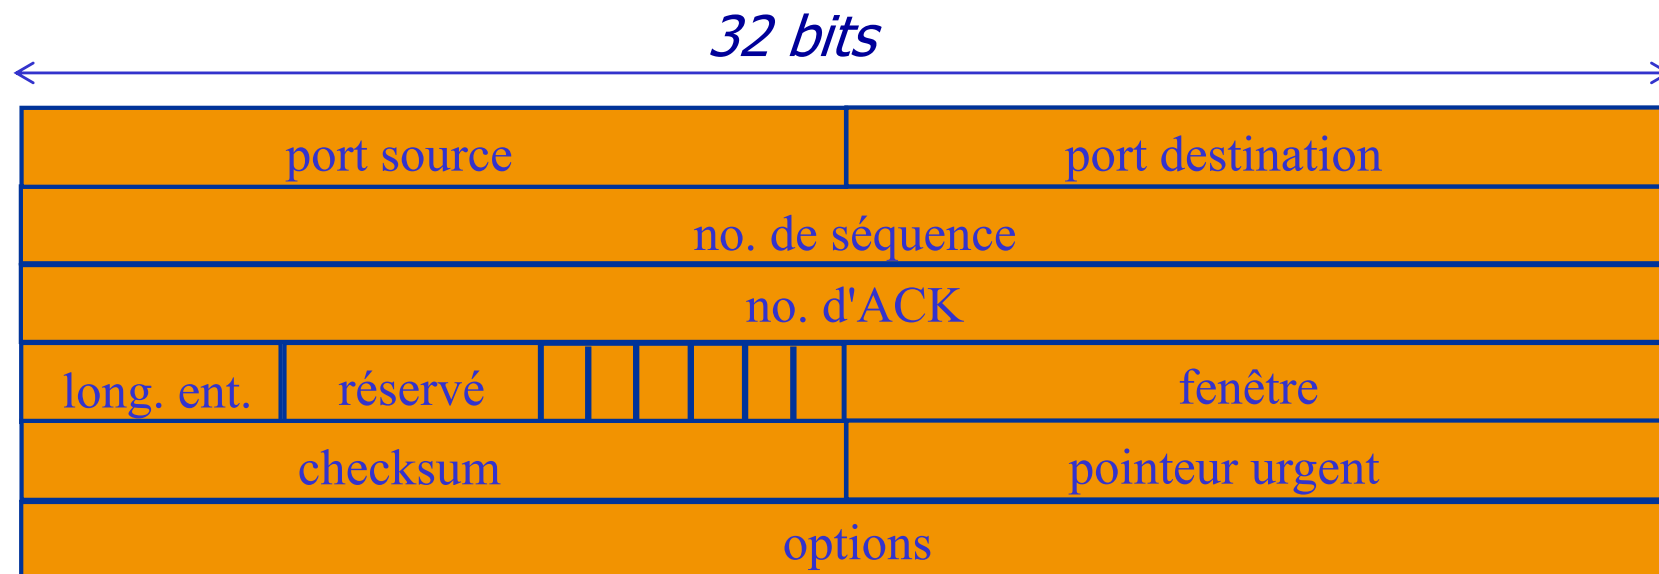 32 bits
port source port destination
no. de séquence
no. d'ACK
long. ent. réservé fenêtre
checksum pointeur urgent
options